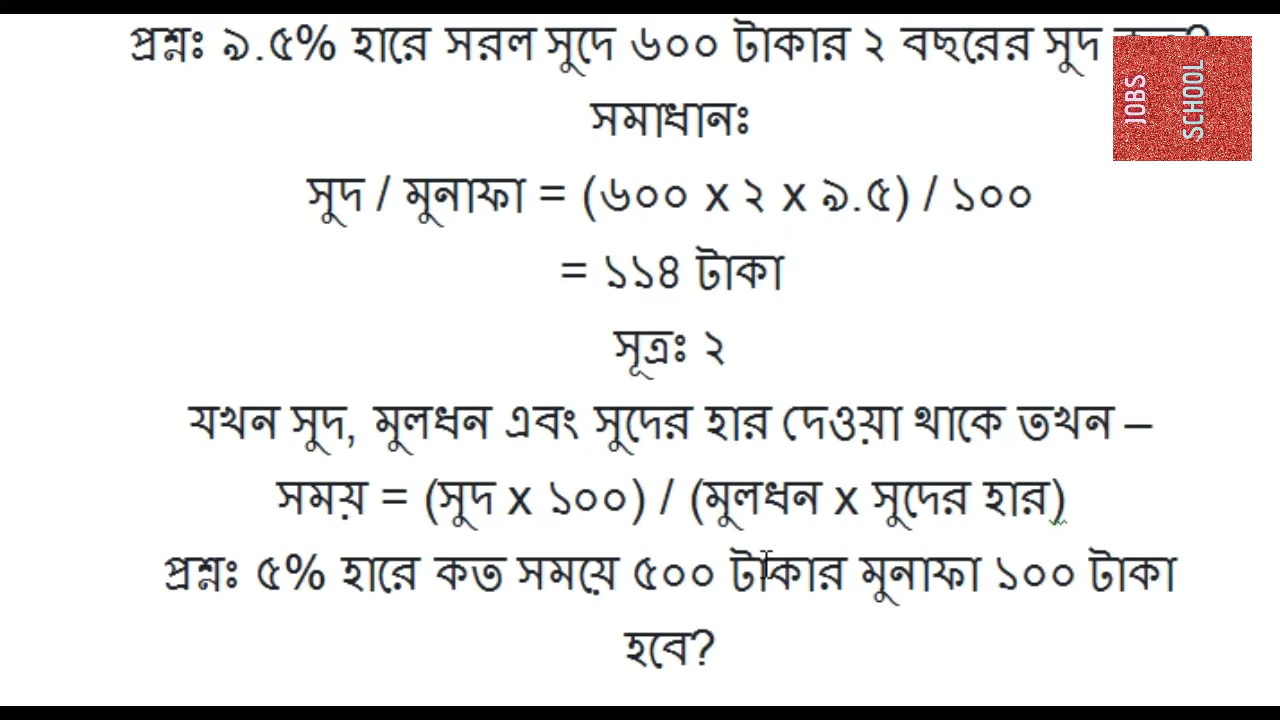 প্রশ্নঃ ৯.৫% হারে সরল সুদে ৬০০ টাকার ২ বছরের সুদ
JOBS
SCHOOL
সমাধানঃ
সুদ / মুনাফা = (৬০০ x ২ x ৯.৫) / ১০০
= ১১৪ টাকা
সূত্রঃ ২
যখন সুদ, মুলধন এবং সুদের হার দেওয়া থাকে তখন –
সময় = (সুদ x ১০০) / (মুলধন x সুদের হার)
প্রশ্নঃ ৫% হারে কত সময়ে ৫০০ টাকার মুনাফা ১০০ টাকা
হবে?